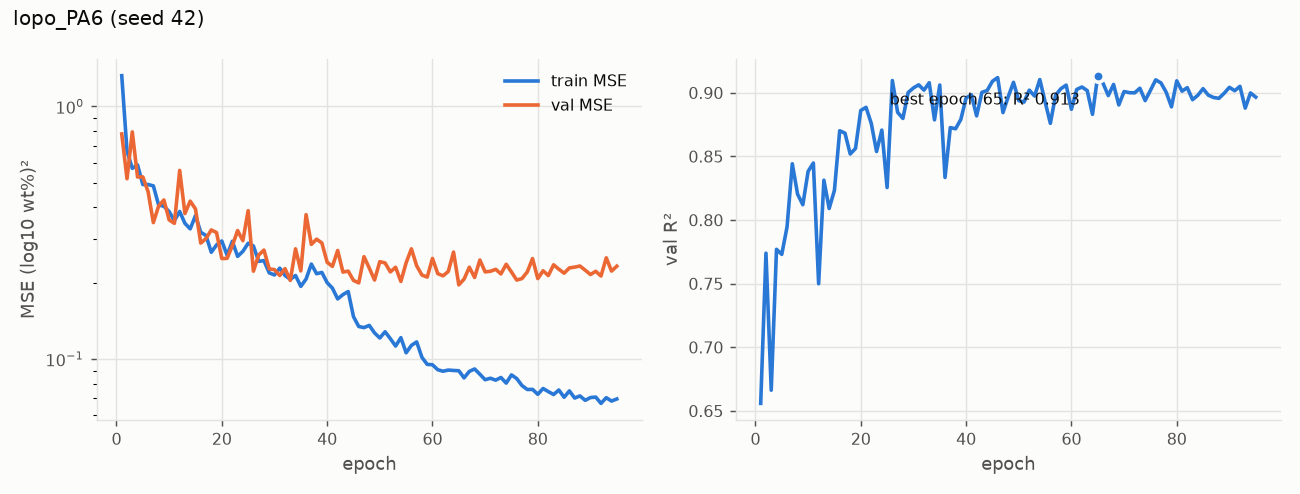 lopo_PA6 (seed 42)
train MSE
val MSE
MSE (log10 wt%)²
10⁰
10⁻¹
0 20 40 60 80
epoch
best epoch 65: R² 0.913
val R²
0.90
0.85
0.80
0.75
0.70
0.65
0 20 40 60 80
epoch